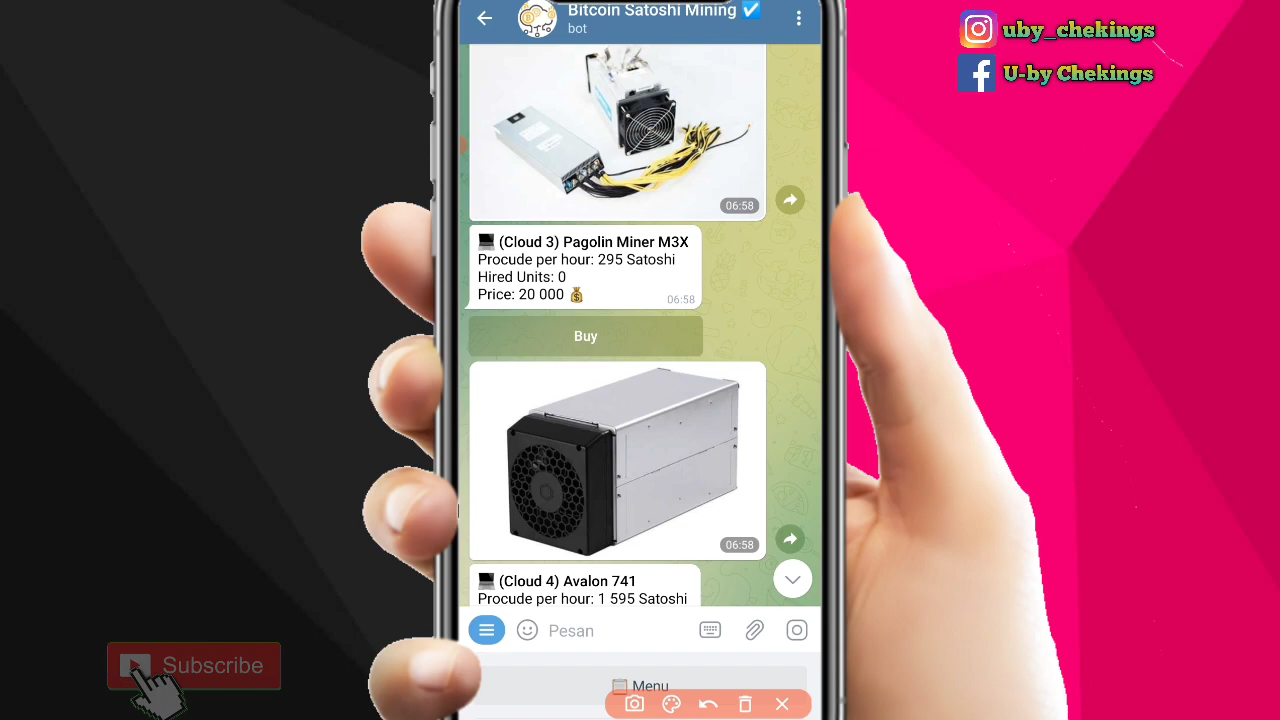 Bitcoin Satoshi Mining
bot
uby_chekings
U-by Chekings
06:58
(Cloud 3) Pagolin Miner M3X
Procude per hour: 295 Satoshi
Hired Units: 0
Price: 20 000 💰
06:58
Buy
06:58
(Cloud 4) Avalon 741
Procude per hour: 1 595 Satoshi
Pesan
Subscribe
Menu